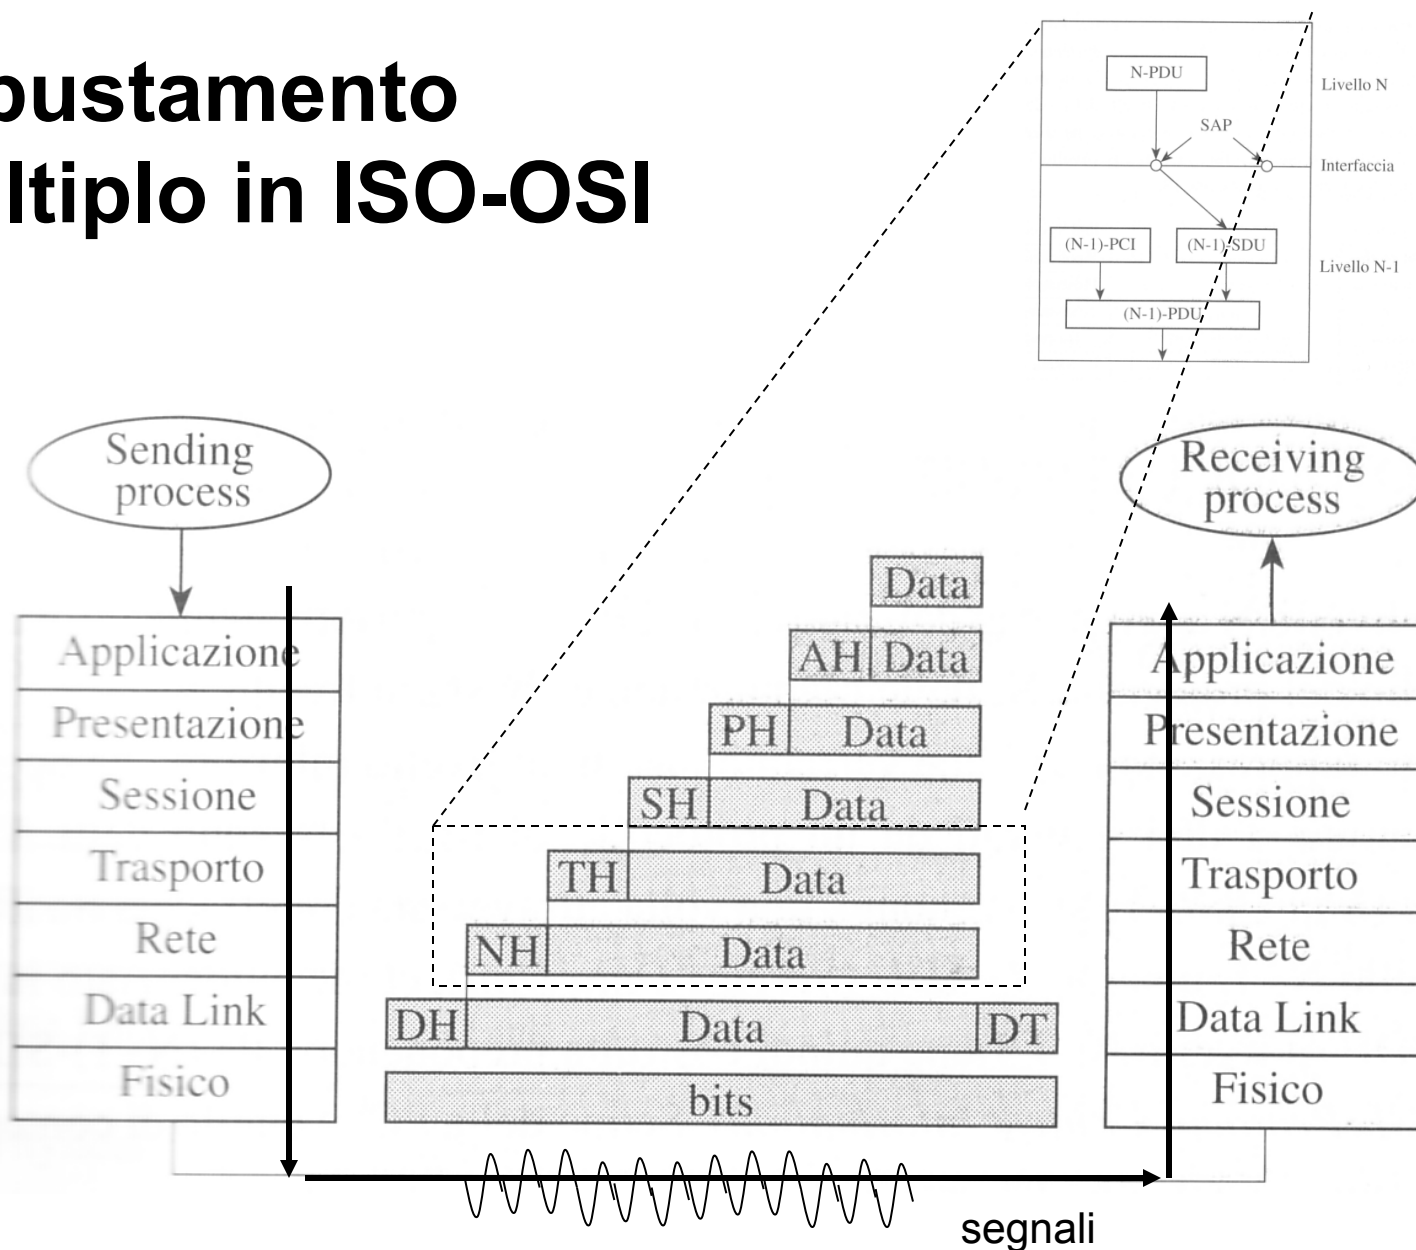 bustamento
ltiplo in ISO-OSI
N-PDU
Livello N
SAP
Interfaccia
(N-1)-PCI
(N-1)-SDU
Livello N-1
(N-1)-PDU
Sending
process
Receiving
process
Data
Applicazione
AH Data
Applicazione
Presentazione
PH Data
Presentazione
Sessione
SH Data
Sessione
Trasporto
TH Data
Trasporto
Rete
NH Data
Rete
Data Link
DH Data DT
Data Link
Fisico
bits
Fisico
segnali